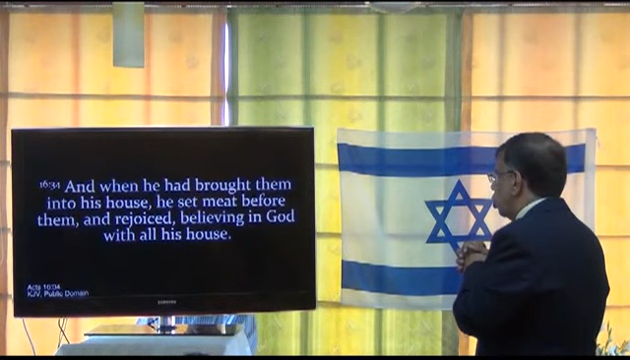 16:34 And when he had brought them
into his house, he set meat before
them, and rejoiced, believing in God
with all his house.
Acts 16:34
KJV, Public Domain
SAMSUNG